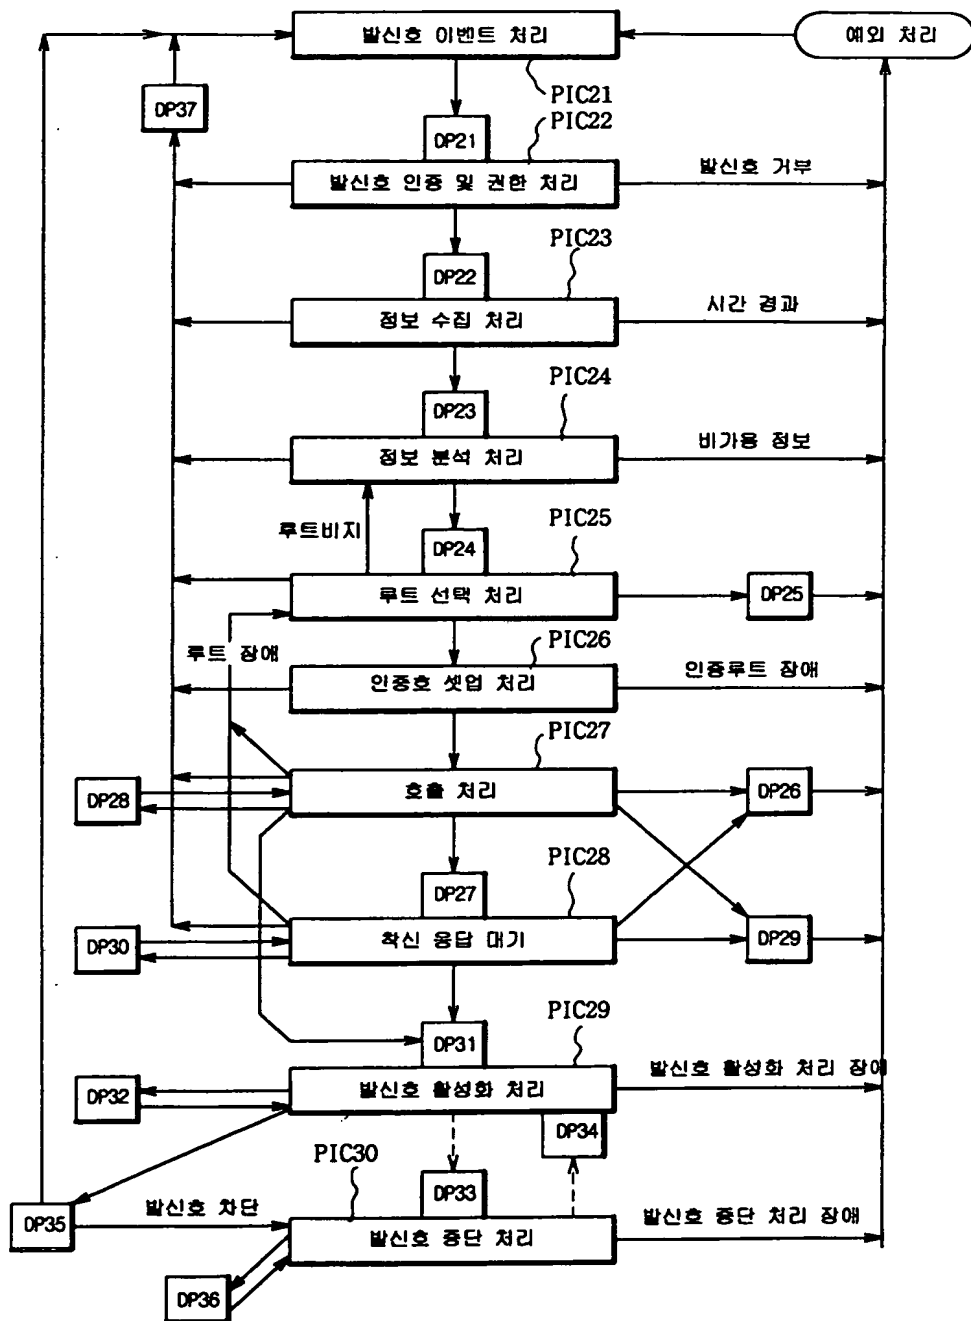 발신호 이벤트 처리
예외 처리
PIC21
DP37
PIC22
DP21
발신호 인증 및 권한 처리
발신호 거부
PIC23
DP22
정보 수집 처리
시간 경과
PIC24
DP23
정보 분석 처리
비가용 정보
루트비지
PIC25
DP24
루트 선택 처리
DP25
루트 장애
PIC26
인증호 셋업 처리
인증루트 장애
PIC27
DP28
호출 처리
DP26
PIC28
DP27
DP30
착신 응답 대기
DP29
PIC29
DP31
발신호 활성화 처리 장애
DP32
발신호 활성화 처리
DP34
PIC30
DP33
DP35
발신호 차단
발신호 중단 처리
발신호 중단 처리 장애
DP36